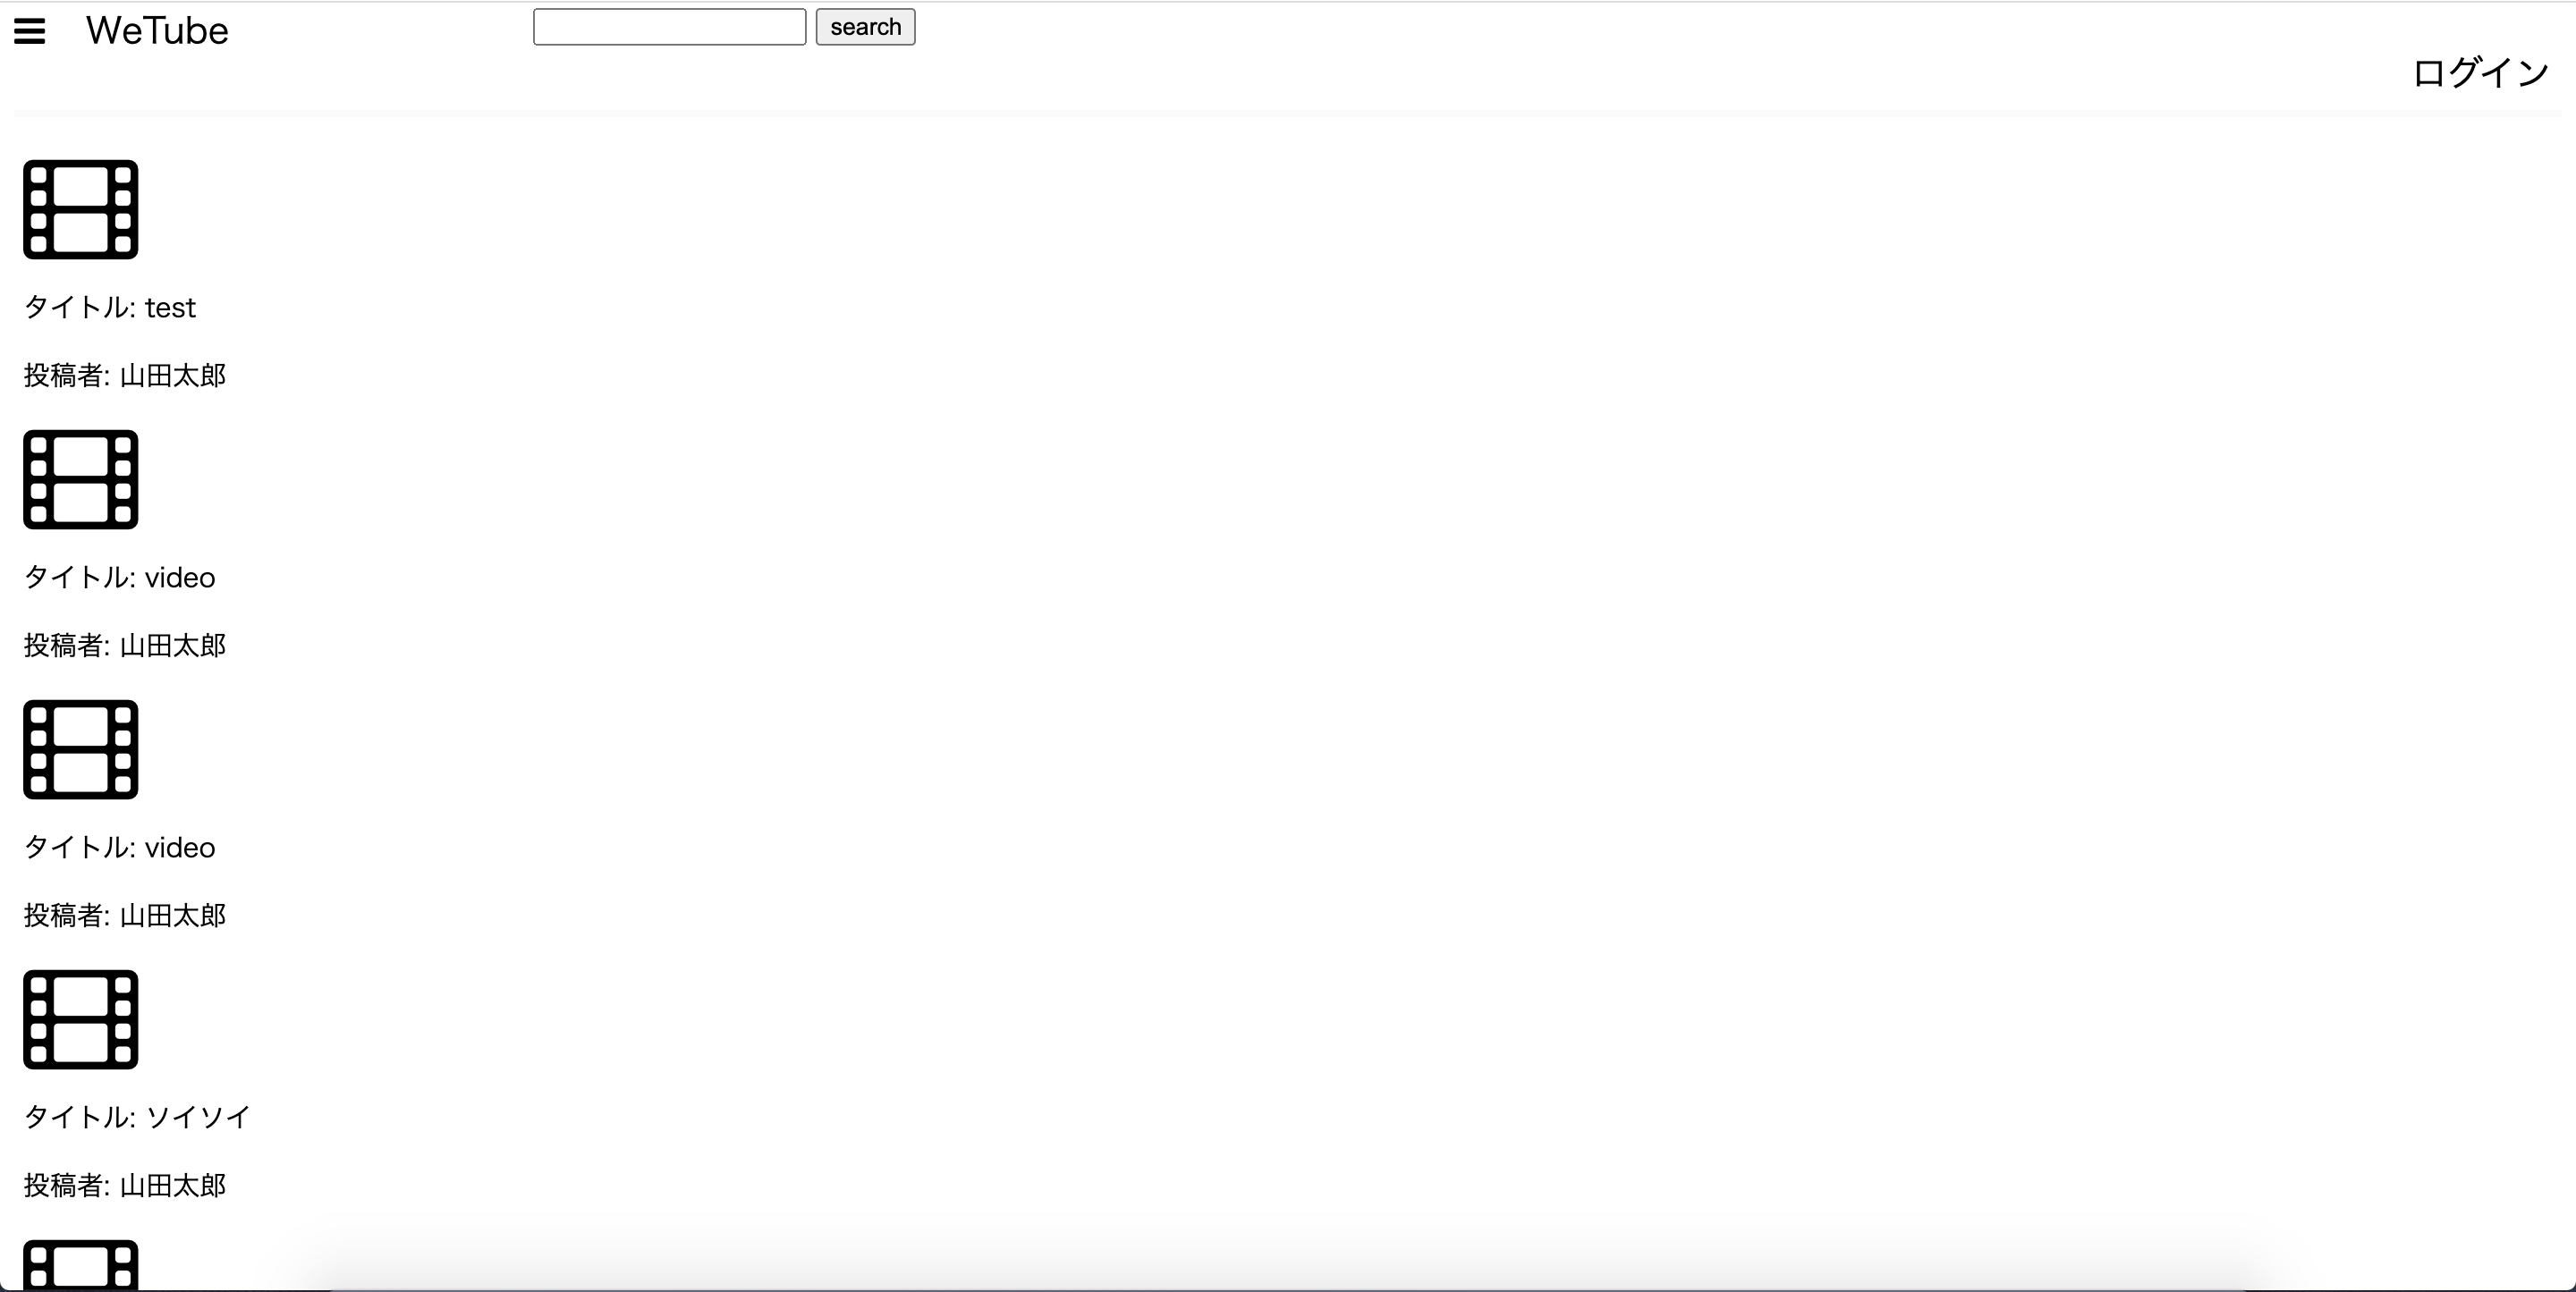 WeTube
search
ログイン
タイトル: test
投稿者: 山田太郎
タイトル: video
投稿者: 山田太郎
タイトル: video
投稿者: 山田太郎
タイトル: ソイソイ
投稿者: 山田太郎